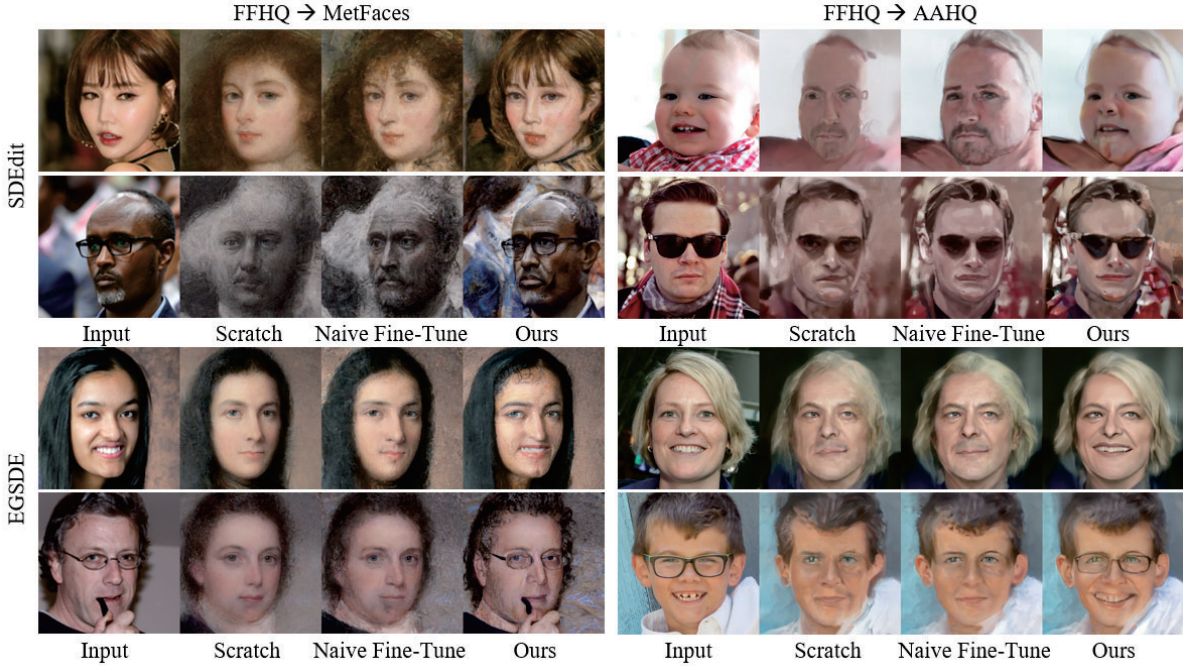 FFHQ → MetFaces
FFHQ → AAHQ
SDEdit
Input Scratch Naive Fine-Tune Ours
Input Scratch Naive Fine-Tune Ours
EGSDE
Input Scratch Naive Fine-Tune Ours
Input Scratch Naive Fine-Tune Ours